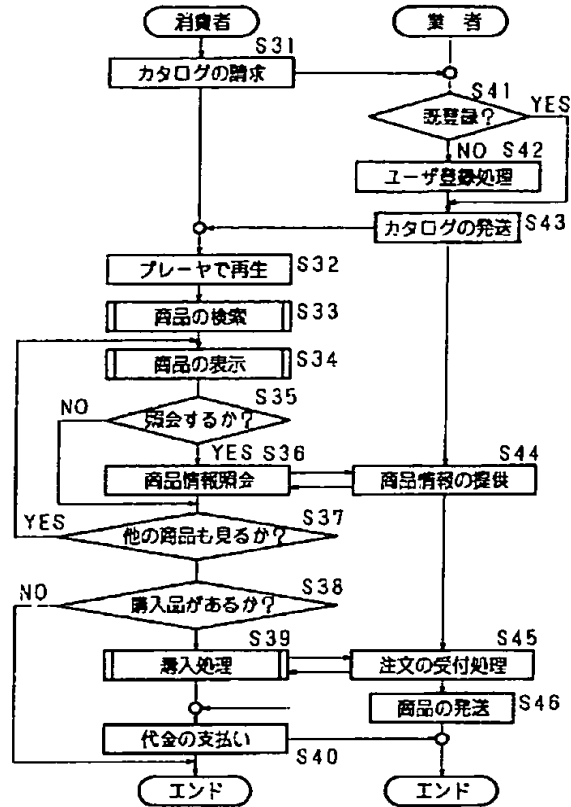 消費者
業者
S31
カタログの請求
S41
既登録?
YES
NO
S42
ユーザ登録処理
カタログの発送
S43
プレーヤで再生
S32
商品の検索
S33
商品の表示
S34
S35
NO
照会するか?
YES
S36
S44
商品情報照会
商品情報の提供
S37
YES
他の商品も見るか?
S38
NO
購入品があるか?
S39
S45
購入処理
注文の受付処理
商品の発送
S46
代金の支払い
S40
エンド
エンド